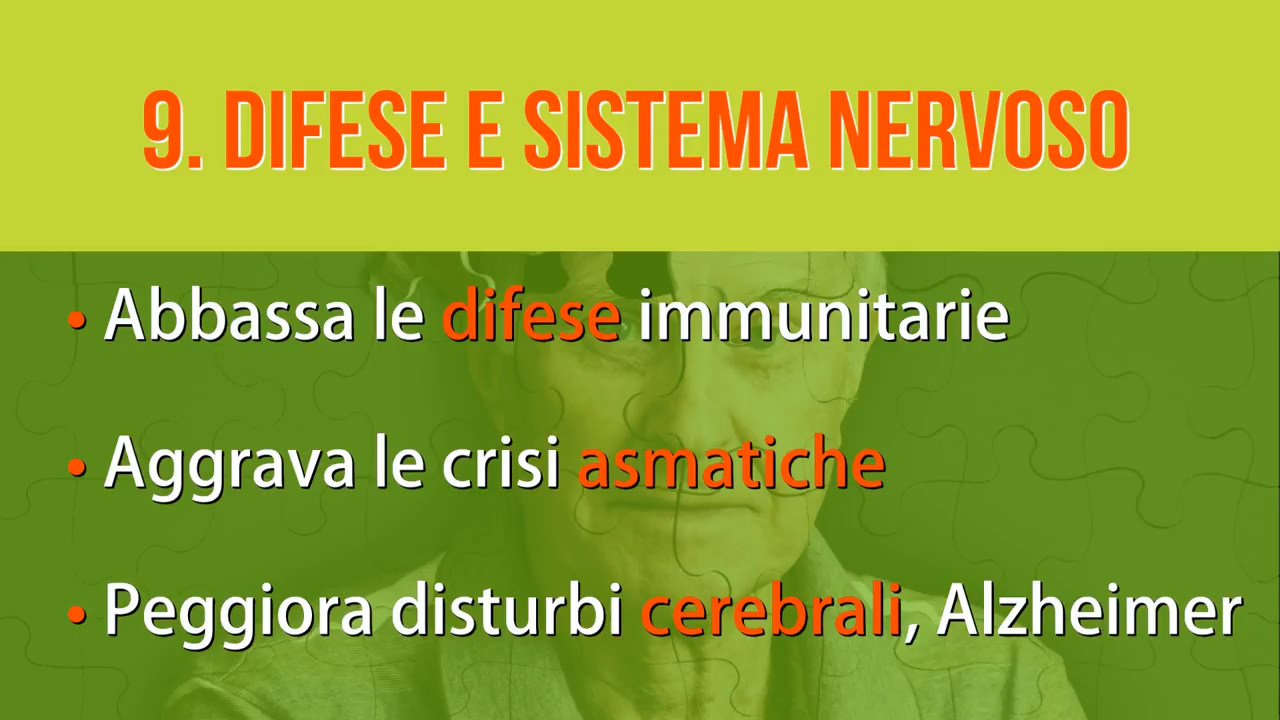 9. DIFESE E SISTEMA NERVOSO
• Abbassa le difese immunitarie
• Aggrava le crisi asmatiche
• Peggiora disturbi cerebrali, Alzheimer